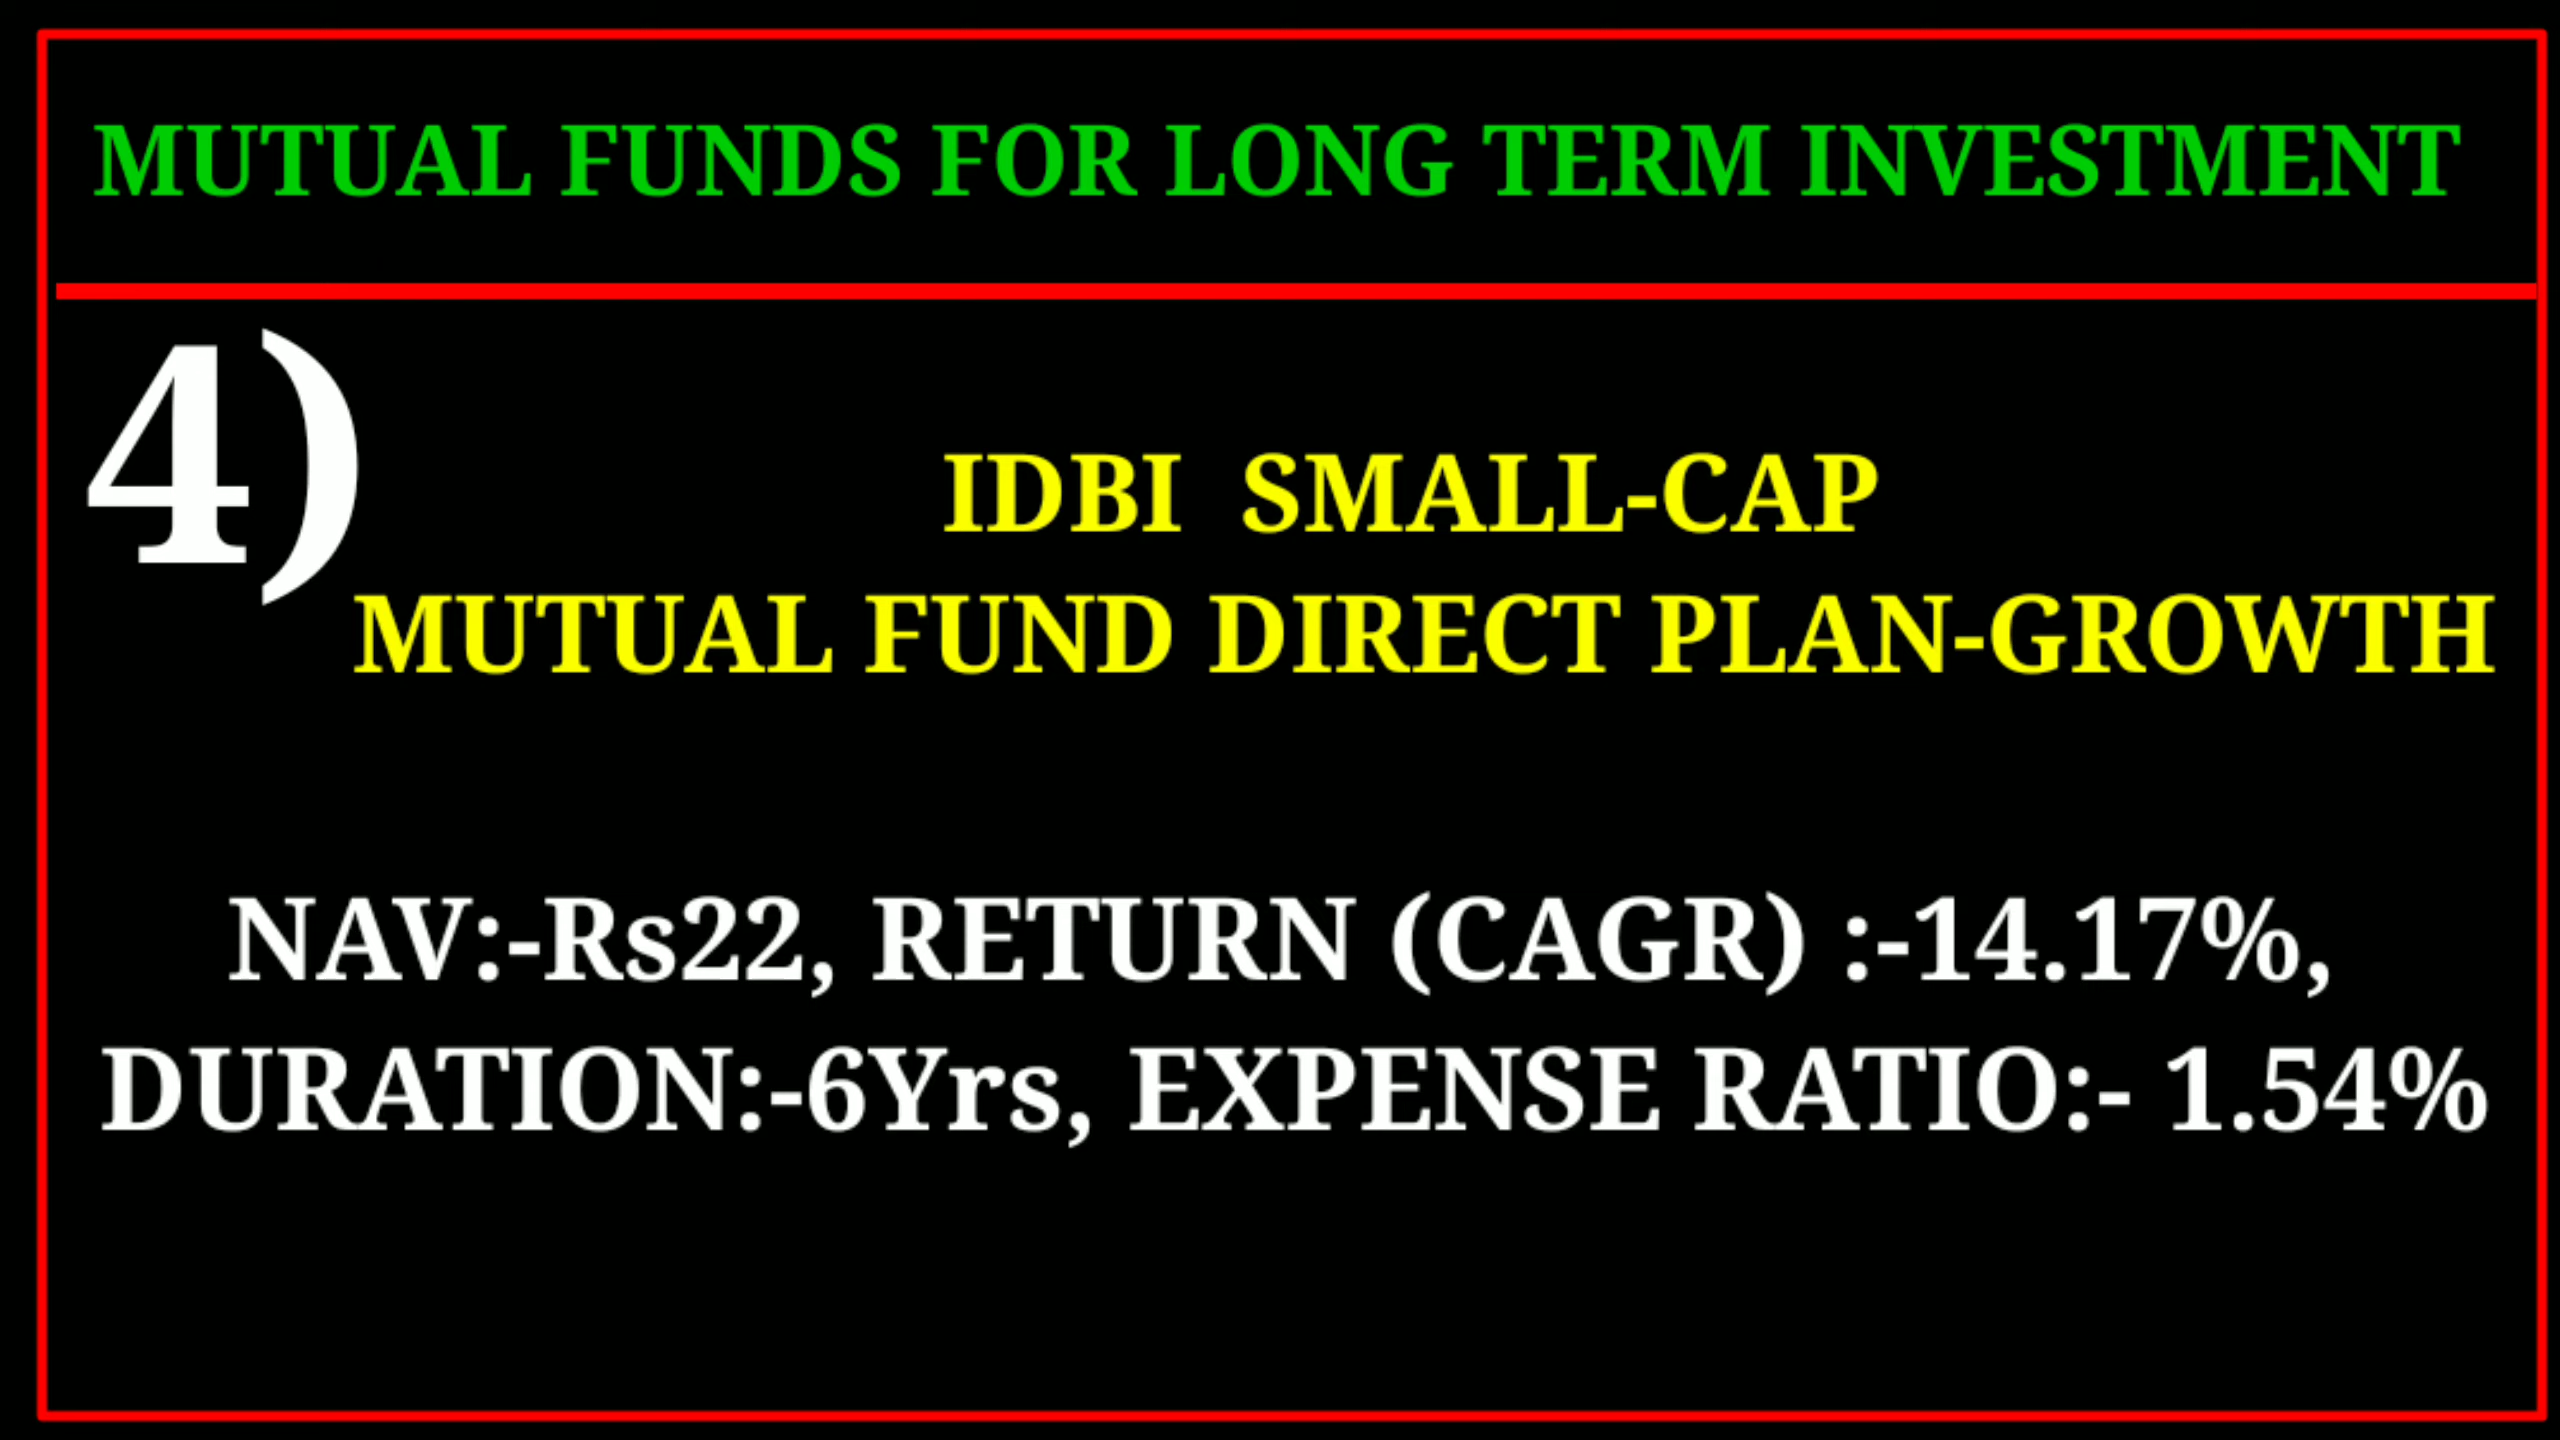 MUTUAL FUNDS FOR LONG TERM INVESTMENT
4)
IDBI SMALL-CAP
MUTUAL FUND DIRECT PLAN-GROWTH
NAV:-Rs22, RETURN (CAGR) :-14.17%,
DURATION:-6Yrs, EXPENSE RATIO:- 1.54%